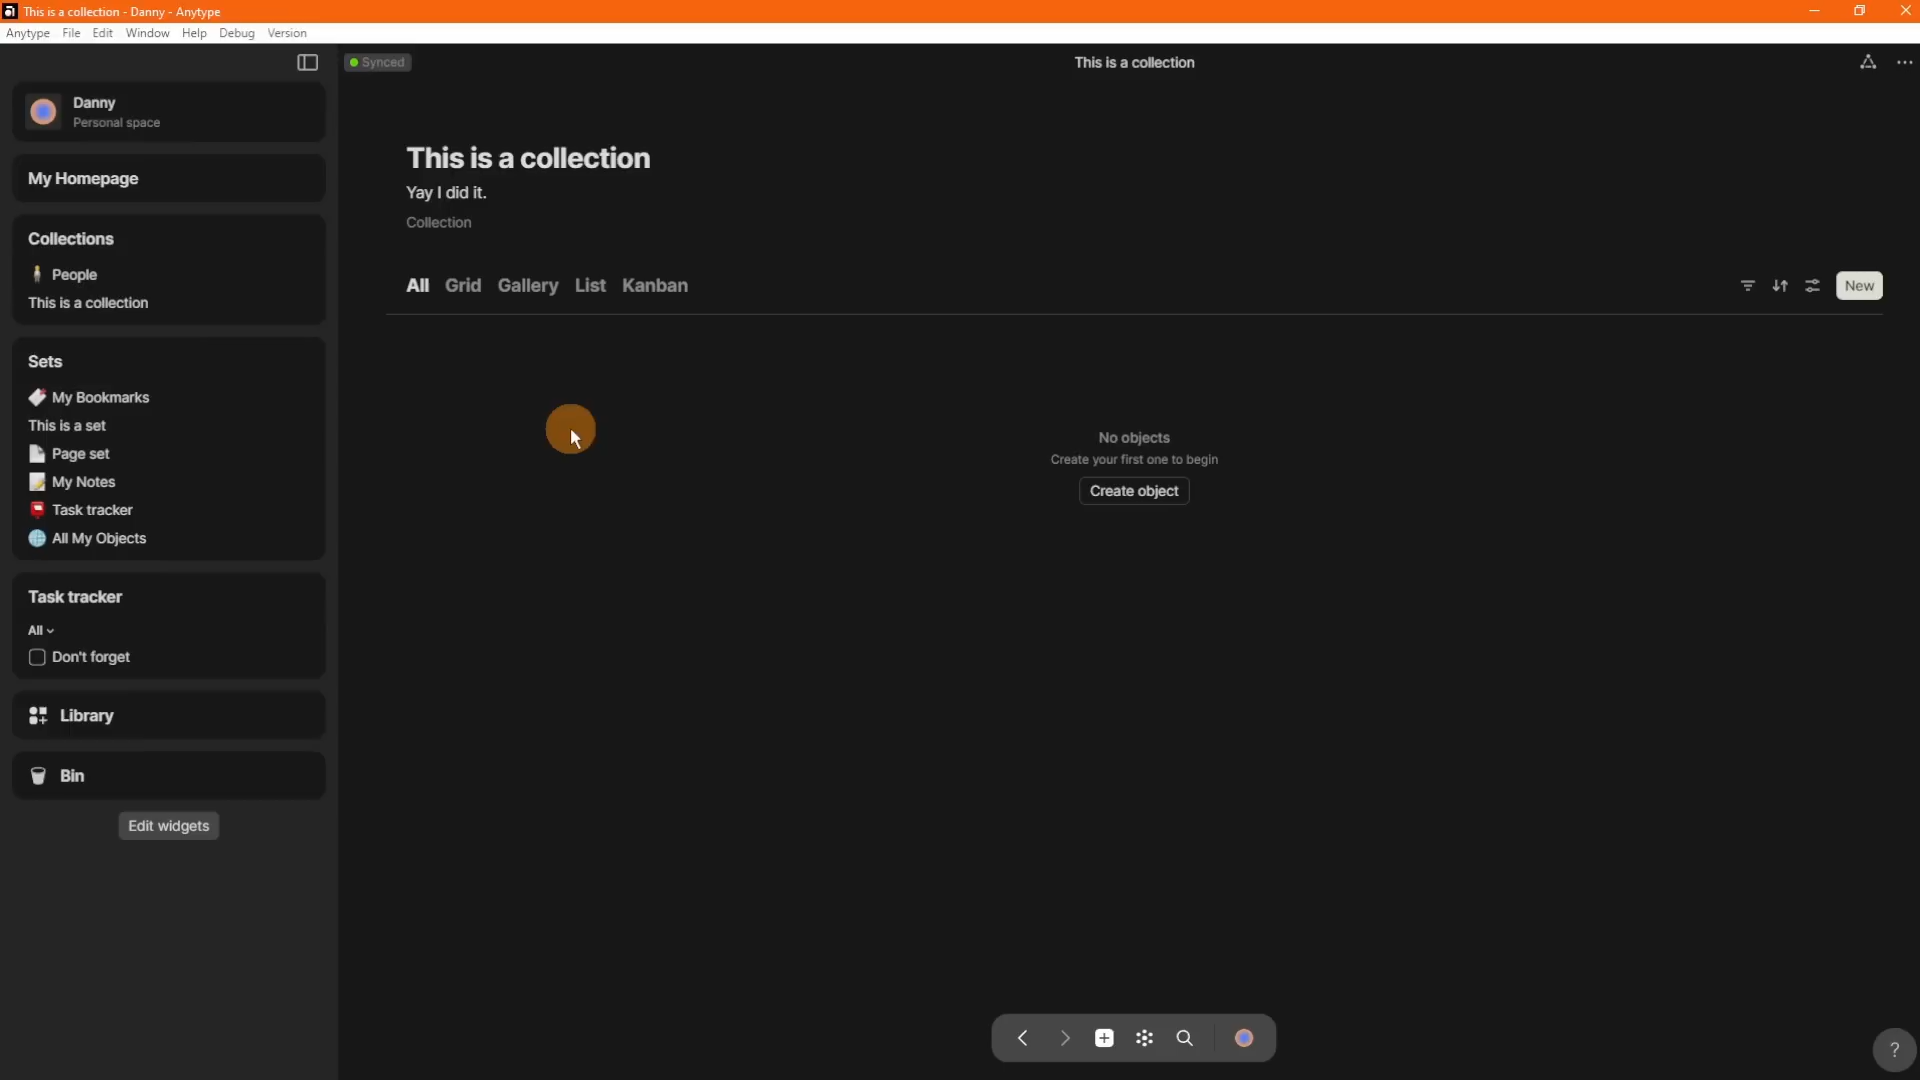 This is a collection - Danny - Anytype
Anytype File Edit Window Help Debug Version
Synced
This is a collection
Danny
Personal space
My Homepage
Collections
People
This is a collection
Sets
My Bookmarks
This is a set
Page set
My Notes
Task tracker
All My Objects
Task tracker
All
Don't forget
Library
Bin
Edit widgets
This is a collection
Yay I did it.
Collection
All Grid Gallery List Kanban
New
No objects
Create your first one to begin
Create object
?